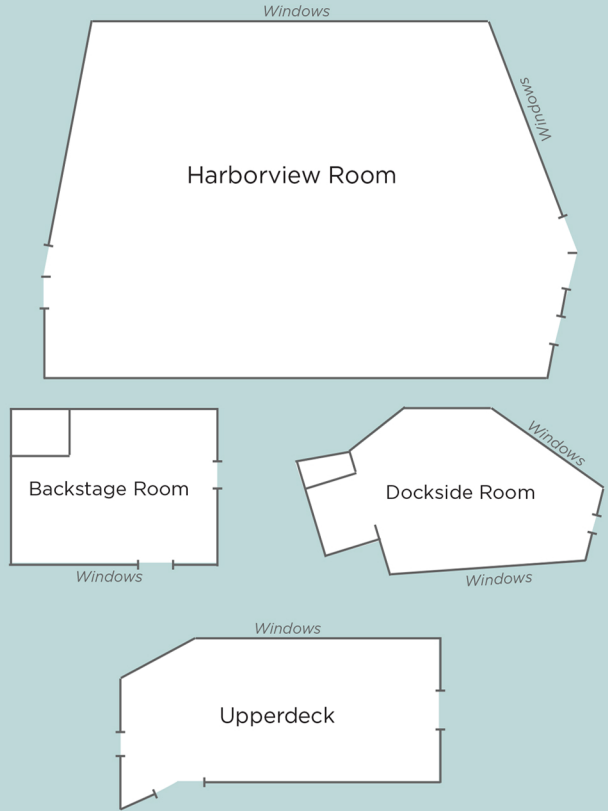 Windows
Windows
Harborview Room
Windows
Backstage Room
Dockside Room
Windows
Windows
Windows
Upperdeck